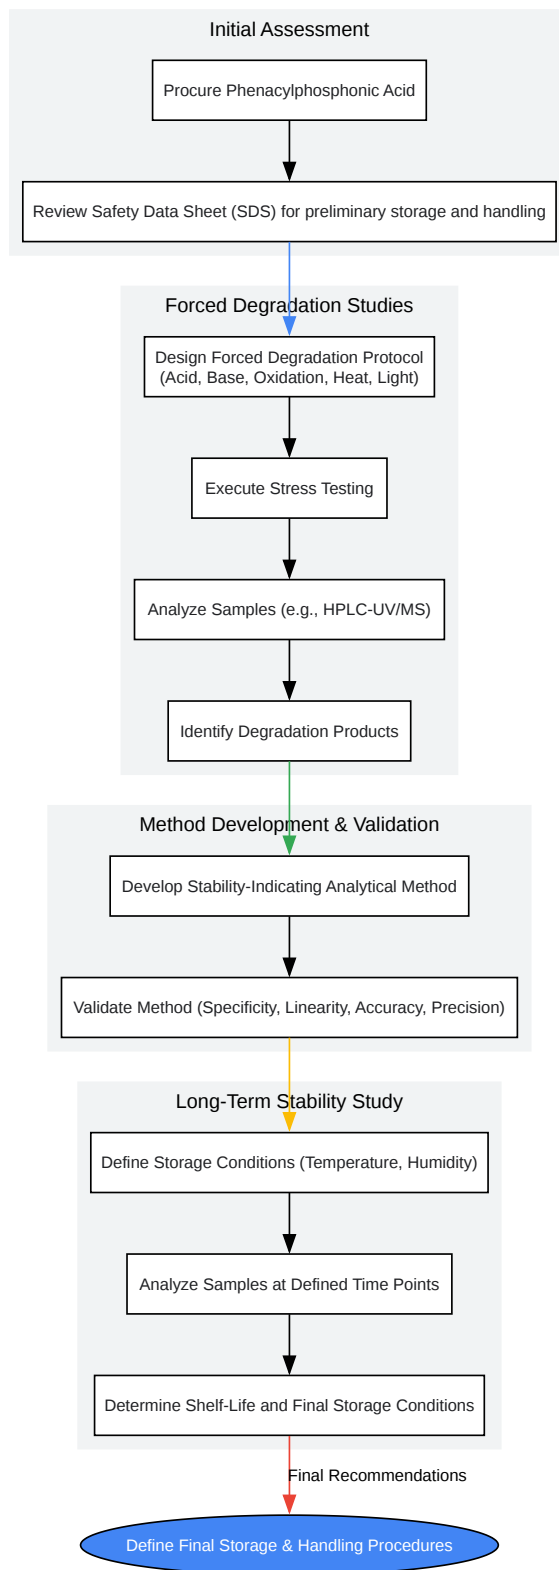 Initial Assessment
Procure Phenacylphosphonic Acid
Review Safety Data Sheet (SDS) for preliminary storage and handling
Forced Degradation Studies
Design Forced Degradation Protocol
(Acid, Base, Oxidation, Heat, Light)
Execute Stress Testing
Analyze Samples (e.g., HPLC-UV/MS)
Identify Degradation Products
Method Development & Validation
Develop Stability-Indicating Analytical Method
Validate Method (Specificity, Linearity, Accuracy, Precision)
Long-Term Stability Study
Define Storage Conditions (Temperature, Humidity)
Analyze Samples at Defined Time Points
Determine Shelf-Life and Final Storage Conditions
Final Recommendations
Define Final Storage & Handling Procedures